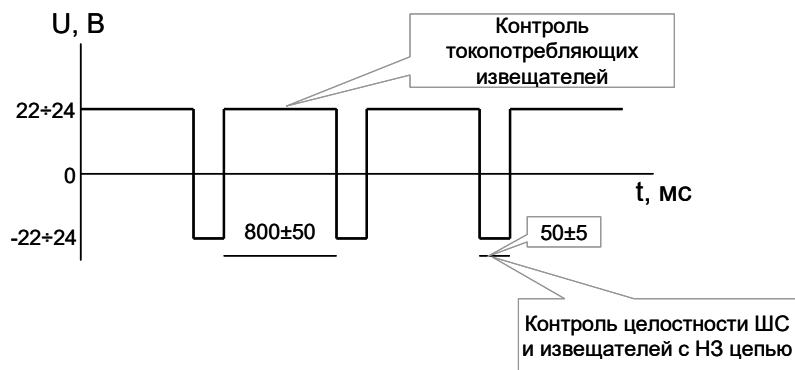 U, В
Контроль
токопотребляющих
извещателей
22÷24
0
t, мс
-22÷24
800±50
50±5
Контроль целостности ШС
и извещателей с НЗ цепью